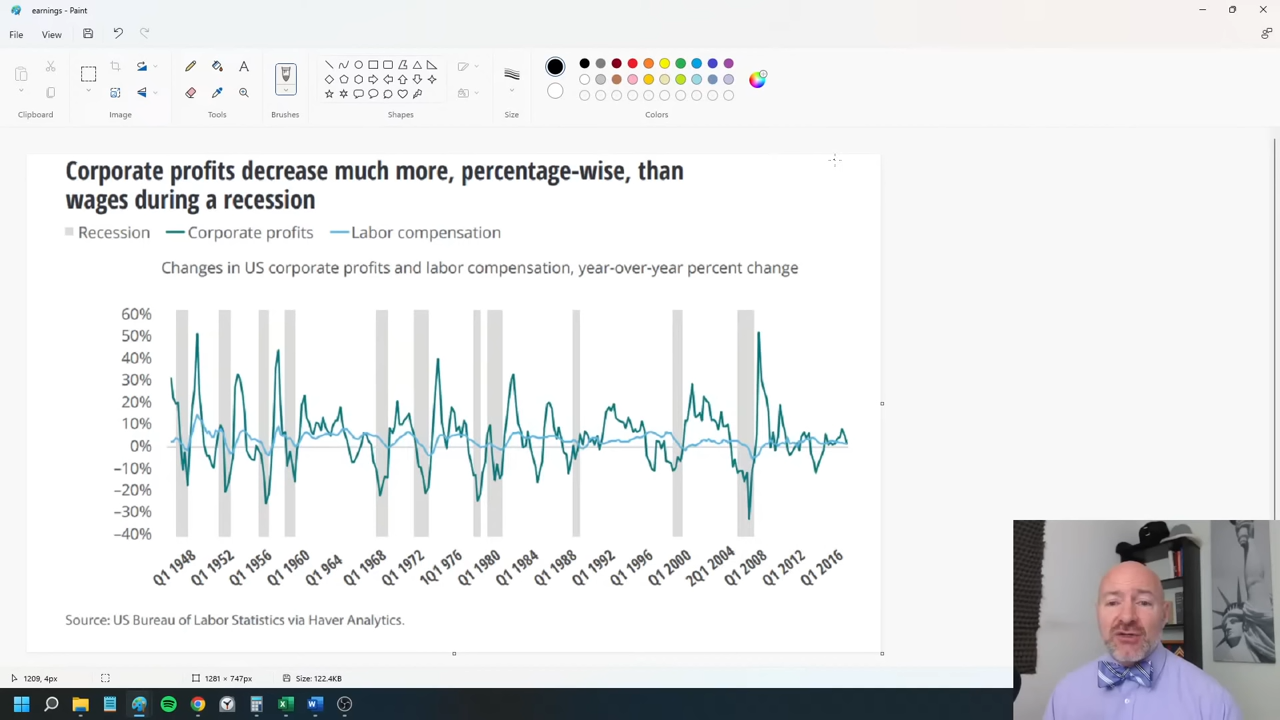 earnings - Paint
File
View
A
Clipboard
Image
Tools
Brushes
Shapes
Size
Colors
Corporate profits decrease much more, percentage-wise, than
wages during a recession
Recession
Corporate profits
Labor compensation
Changes in US corporate profits and labor compensation, year-over-year percent change
60%
50%
40%
30%
20%
10%
0%
–10%
–20%
–30%
–40%
Q1 1948
Q1 1952
Q1 1956
Q1 1960
Q1 964
Q1 1968
Q1 1972
1Q1 976
Q1 1980
Q1 1984
Q1 1988
Q1 1992
Q1 1996
Q1 2000
2Q1 2004
Q1 2008
Q1 2012
Q1 2016
Source: US Bureau of Labor Statistics via Haver Analytics.
1209, 4px
1281 × 747px
Size: 122.4KB